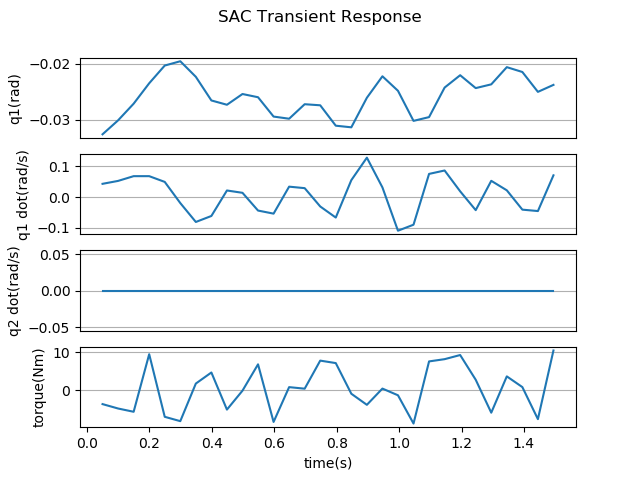 SAC Transient Response
q1(rad)
−0.02
−0.03
q1 dot(rad/s)
0.1
0.0
−0.1
q2 dot(rad/s)
0.05
0.00
−0.05
torque(Nm)
10
0
0.0 0.2 0.4 0.6 0.8 1.0 1.2 1.4
time(s)